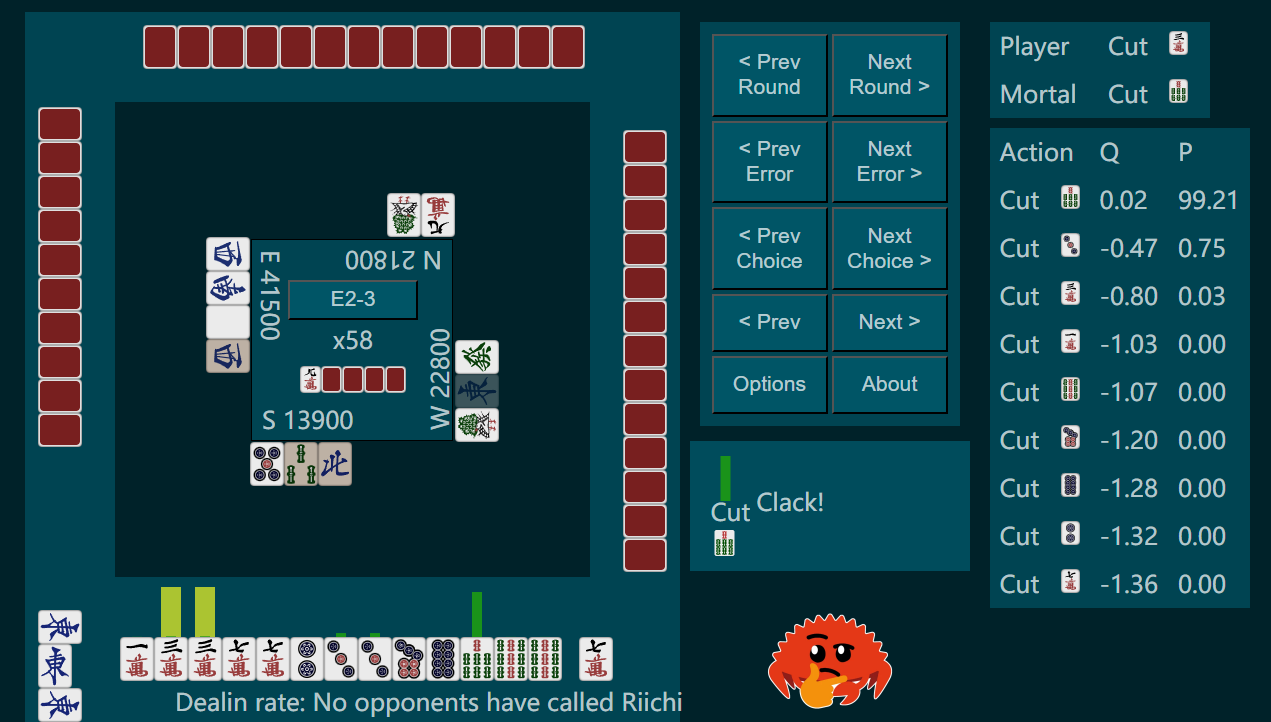 N 21800
E 41500
E2-3
x58
W 22800
S 13900
Dealin rate: No opponents have called Riichi
< Prev Round
Next Round >
< Prev Error
Next Error >
< Prev Choice
Next Choice >
< Prev
Next >
Options
About
Cut
Clack!
Player Cut
Mortal Cut
Action Q P
Cut 0.02 99.21
Cut -0.47 0.75
Cut -0.80 0.03
Cut -1.03 0.00
Cut -1.07 0.00
Cut -1.20 0.00
Cut -1.28 0.00
Cut -1.32 0.00
Cut -1.36 0.00